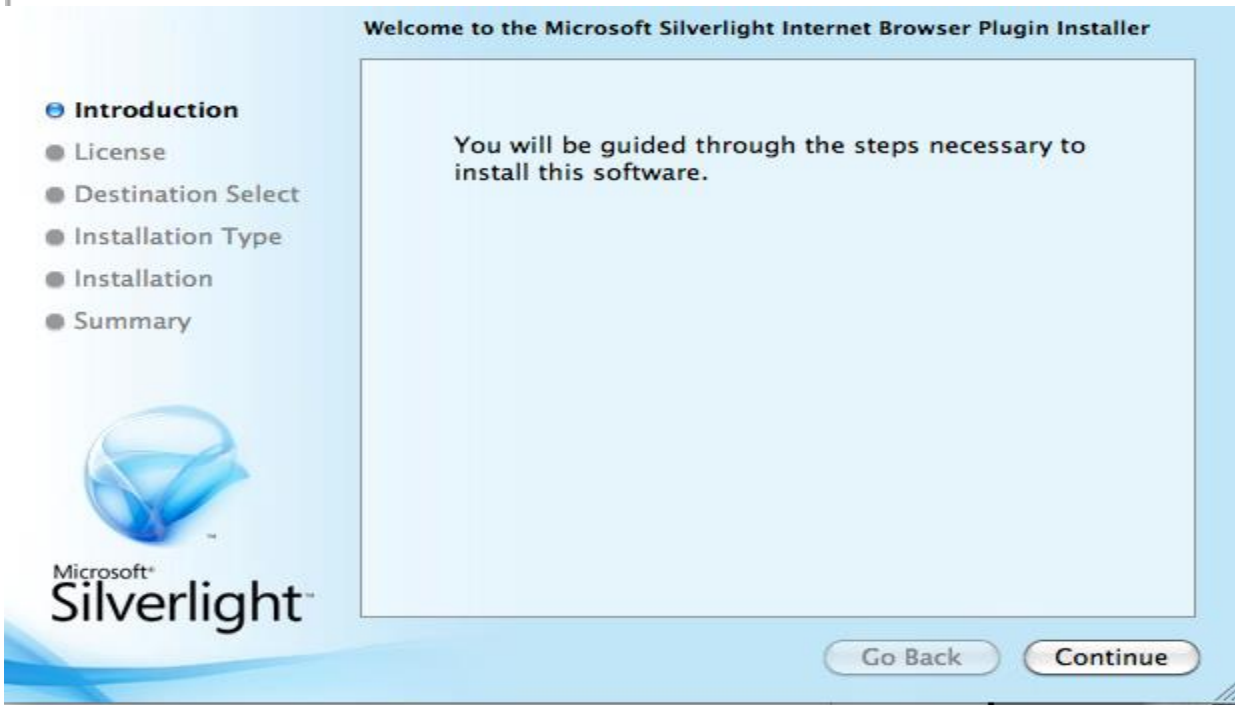 Welcome to the Microsoft Silverlight Internet Browser Plugin Installer
Introduction
License
Destination Select
Installation Type
Installation
Summary
You will be guided through the steps necessary to
install this software.
Microsoft®
Silverlight™
Go Back
Continue